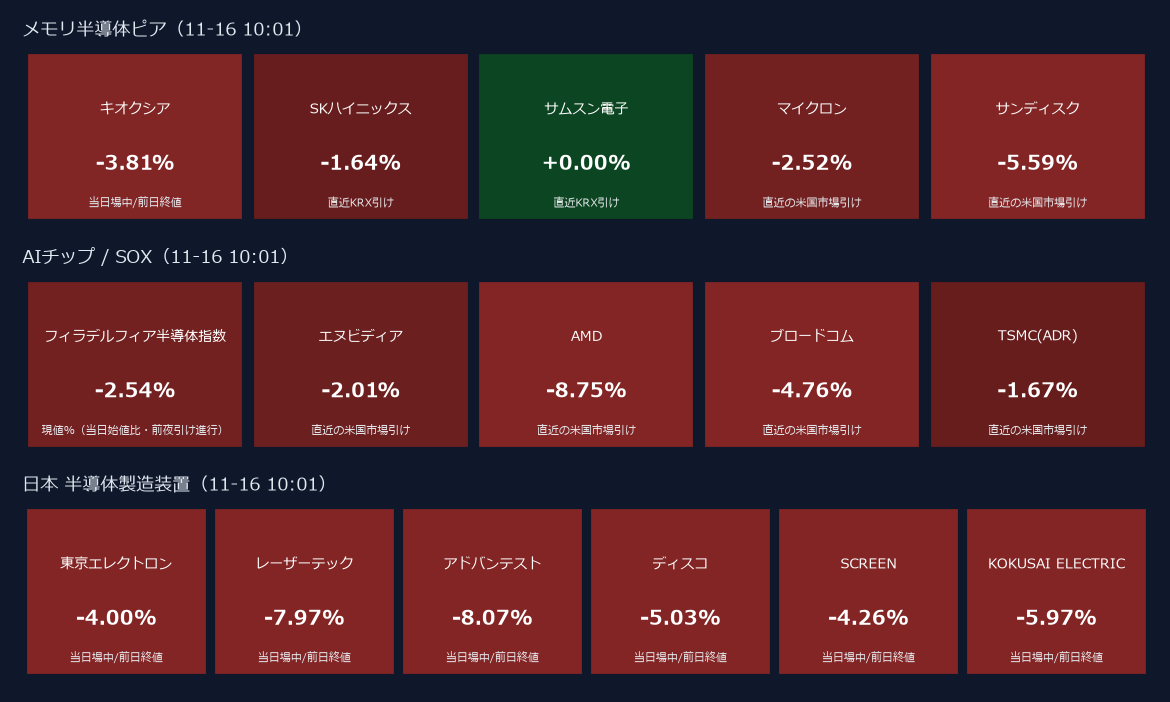 メモリ半導体ピア（11-16 10:01）
キオクシア
-3.81%
当日場中/前日終値
SKハイニックス
-1.64%
直近KRX引け
サムスン電子
+0.00%
直近KRX引け
マイクロン
-2.52%
直近の米国市場引け
サンディスク
-5.59%
直近の米国市場引け
AIチップ / SOX（11-16 10:01）
フィラデルフィア半導体指数
-2.54%
現値%（当日始値比・前夜引け進行）
エヌビディア
-2.01%
直近の米国市場引け
AMD
-8.75%
直近の米国市場引け
ブロードコム
-4.76%
直近の米国市場引け
TSMC(ADR)
-1.67%
直近の米国市場引け
日本 半導体製造装置（11-16 10:01）
東京エレクトロン
-4.00%
当日場中/前日終値
レーザーテック
-7.97%
当日場中/前日終値
アドバンテスト
-8.07%
当日場中/前日終値
ディスコ
-5.03%
当日場中/前日終値
SCREEN
-4.26%
当日場中/前日終値
KOKUSAI ELECTRIC
-5.97%
当日場中/前日終値